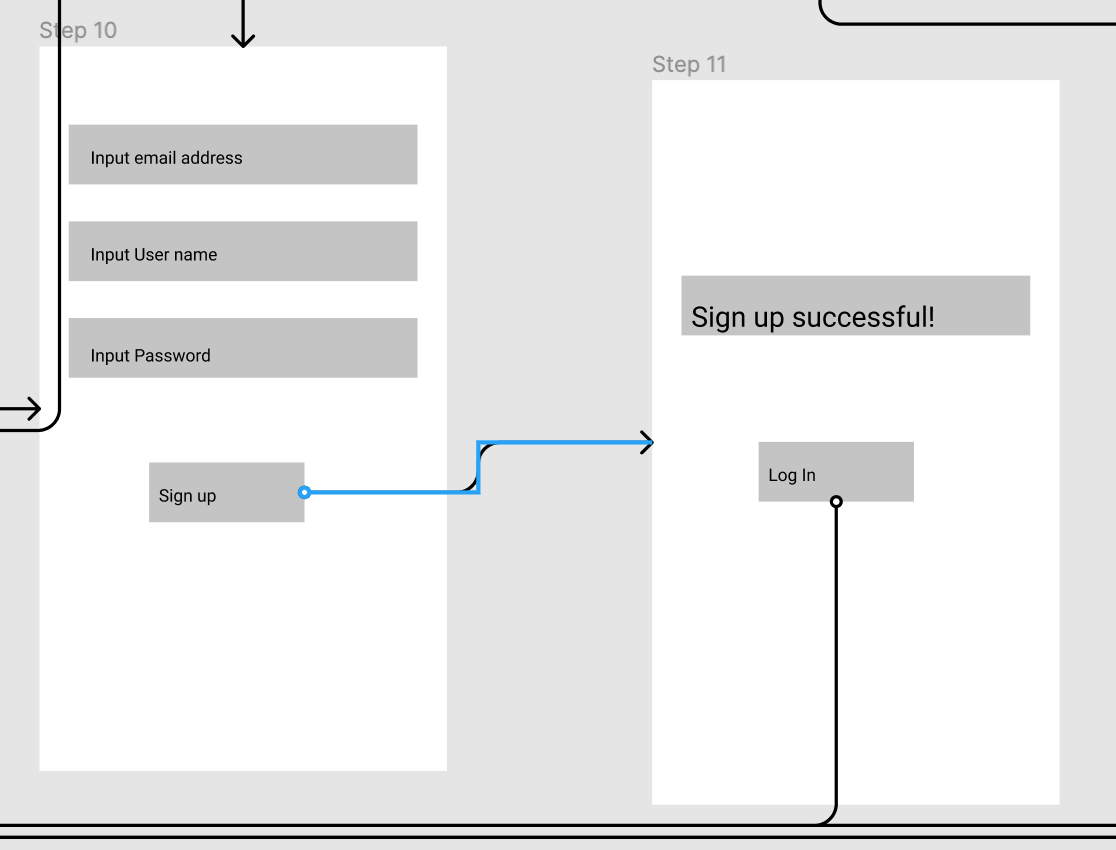 Step 10
Input email address
Input User name
Input Password
Sign up
Step 11
Sign up successful!
Log In